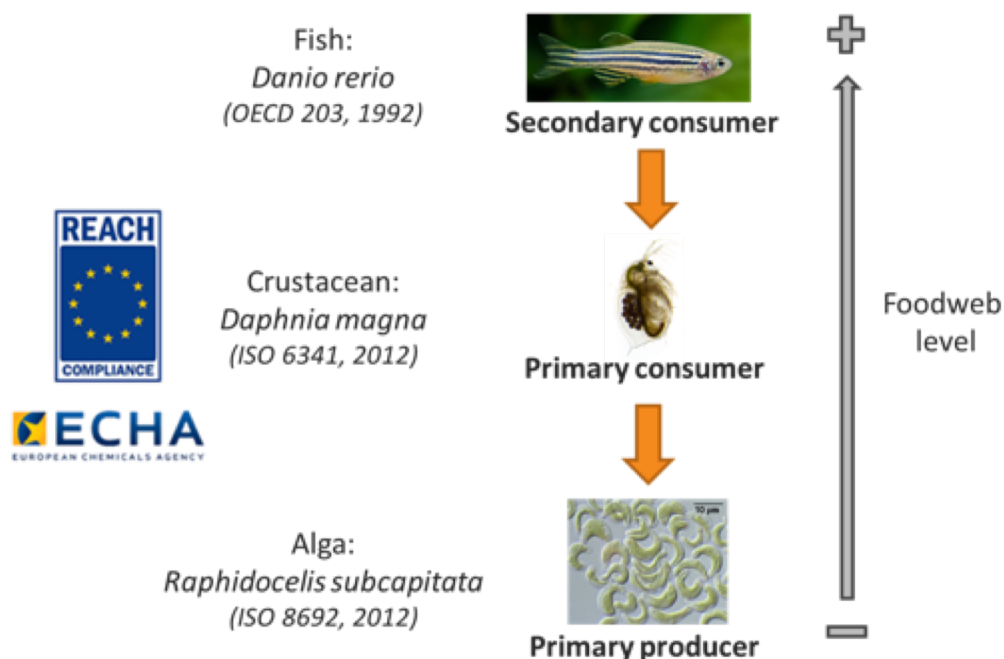 Fish:
Danio rerio
(OECD 203, 1992)
Secondary consumer
REACH
COMPLIANCE
ECHA
EUROPEAN CHEMICALS AGENCY
Crustacean:
Daphnia magna
(ISO 6341, 2012)
Primary consumer
Foodweb
level
Alga:
Raphidocelis subcapitata
(ISO 8692, 2012)
10 µm
Primary producer